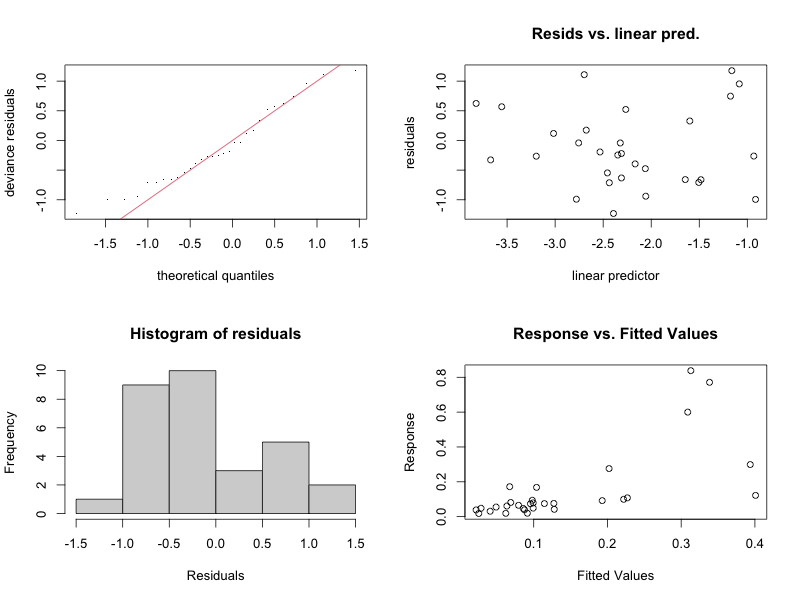 deviance residuals
-1.0 0.0 0.5 1.0
-1.5 -1.0 -0.5 0.0 0.5 1.0 1.5
theoretical quantiles
Resids vs. linear pred.
residuals
-1.0 0.0 0.5 1.0
-3.5 -3.0 -2.5 -2.0 -1.5 -1.0
linear predictor
Histogram of residuals
Frequency
0 2 4 6 8 10
-1.5 -1.0 -0.5 0.0 0.5 1.0 1.5
Residuals
Response vs. Fitted Values
Response
0.0 0.2 0.4 0.6 0.8
0.1 0.2 0.3 0.4
Fitted Values